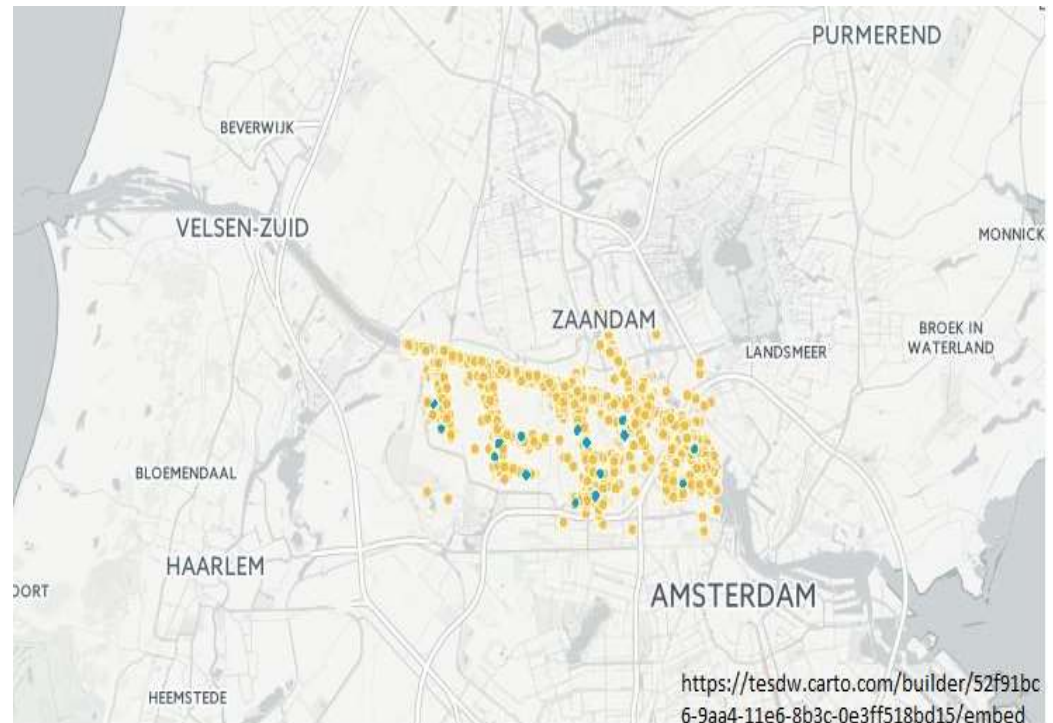 PURMEREND
BEVERWIJK
VELSEN-ZUID
MONNICK
ZAANDAM
BROEK IN
WATERLAND
LANDSMEER
BLOEMENDAAL
HAARLEM
OORT
AMSTERDAM
HEEMSTEDE
https://tesdw.carto.com/builder/52f91bc
6-9aa4-11e6-8b3c-0e3ff518bd15/embed